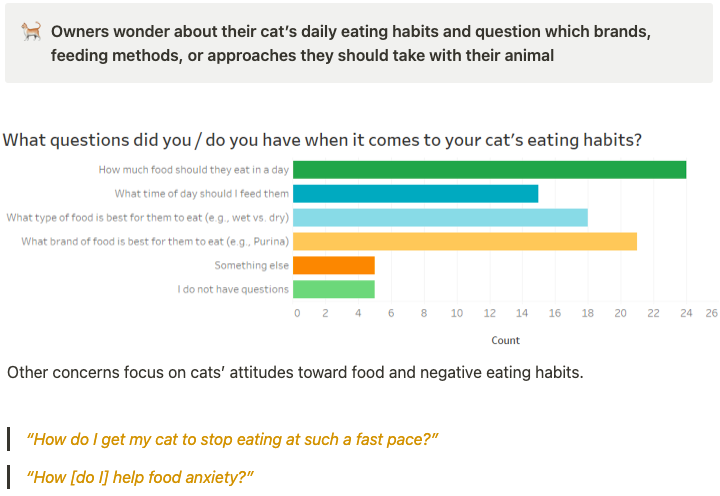 Owners wonder about their cat’s daily eating habits and question which brands,
feeding methods, or approaches they should take with their animal
What questions did you / do you have when it comes to your cat’s eating habits?
How much food should they eat in a day
What time of day should I feed them
What type of food is best for them to eat (e.g., wet vs. dry)
What brand of food is best for them to eat (e.g., Purina)
Something else
I do not have questions
0 2 4 6 8 10 12 14 16 18 20 22 24 26
Count
Other concerns focus on cats’ attitudes toward food and negative eating habits.
“How do I get my cat to stop eating at such a fast pace?”
“How [do I] help food anxiety?”